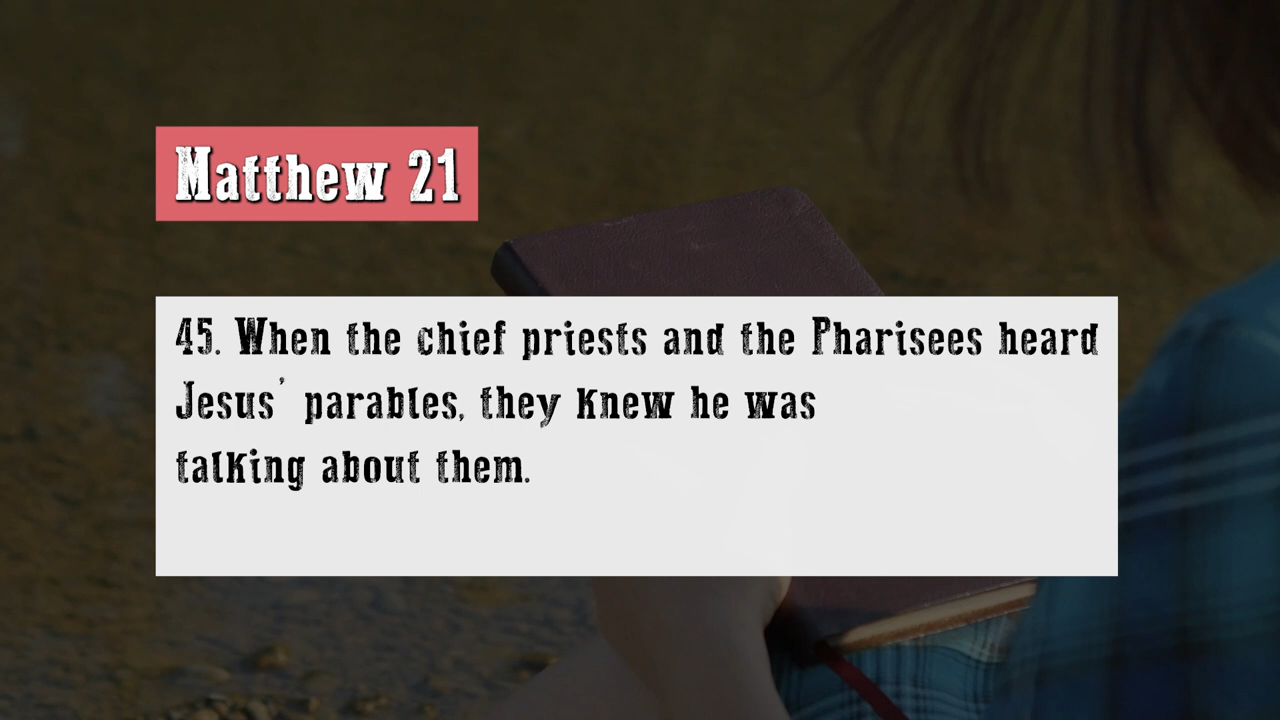 Matthew 21
45. When the chief priests and the Pharisees heard
Jesus’ parables, they knew he was
talking about them.